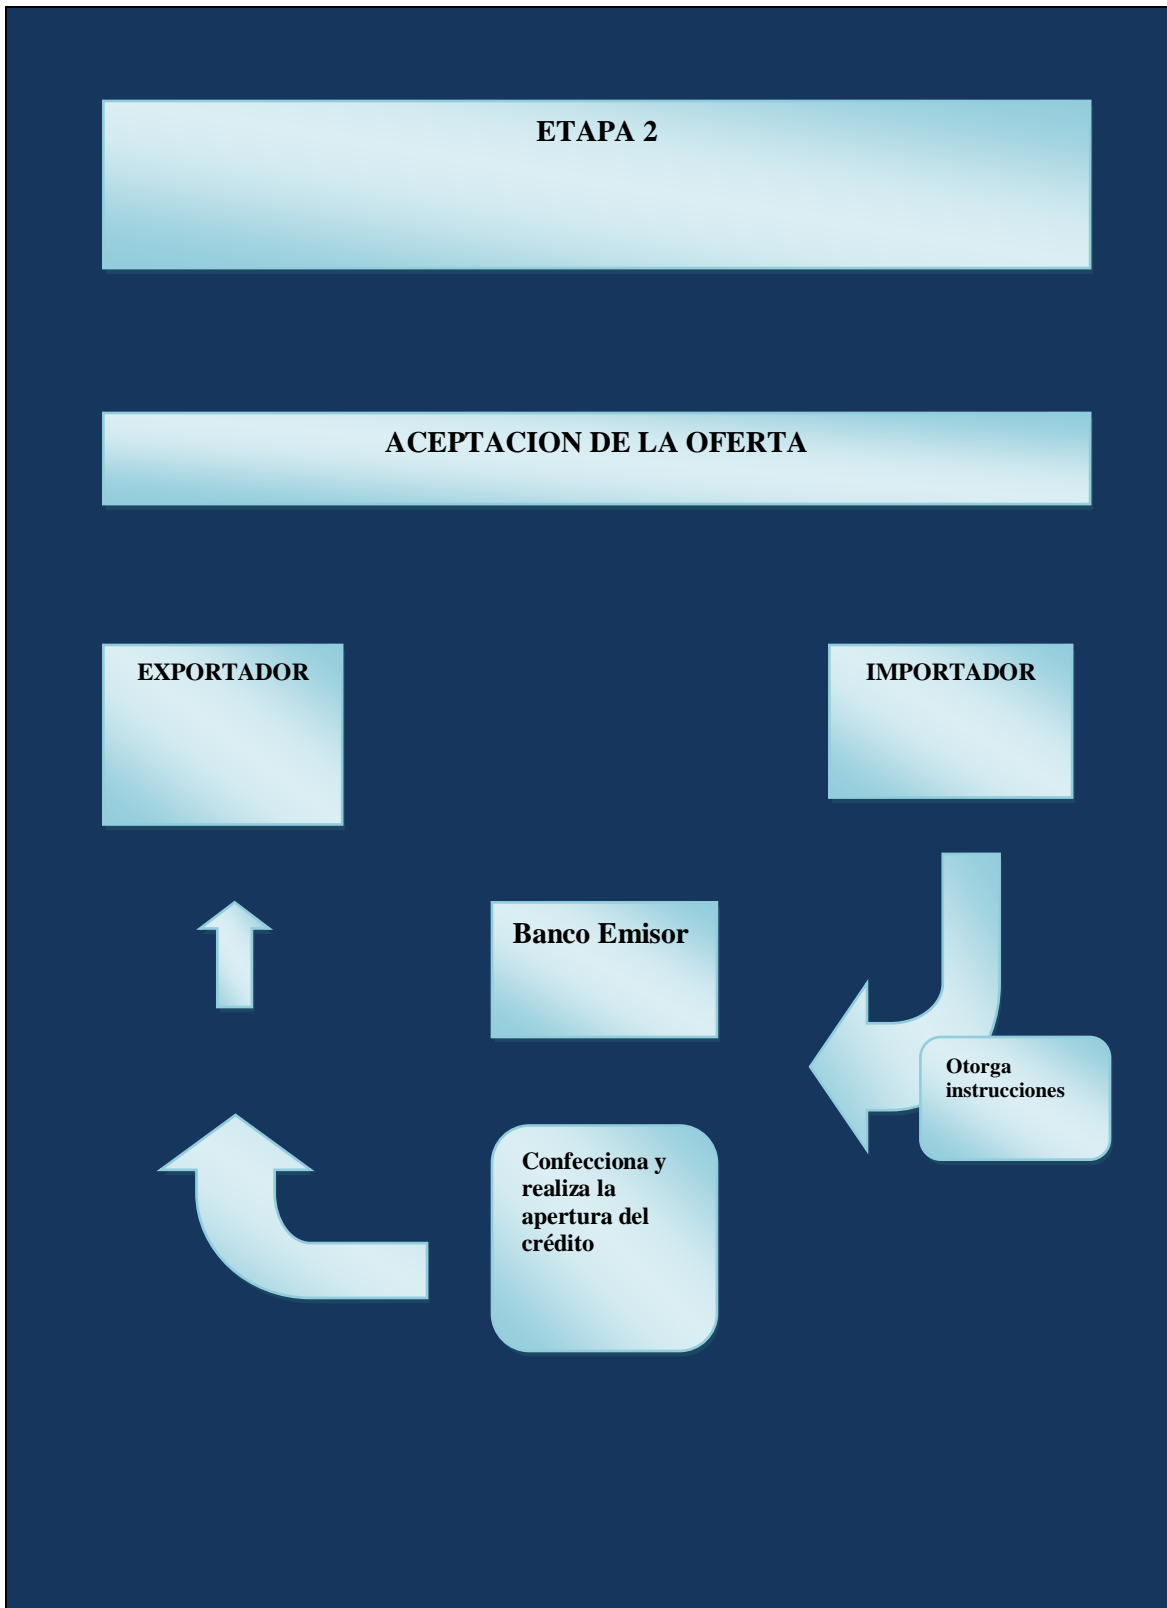 ETAPA 2
ACEPTACION DE LA OFERTA
EXPORTADOR
IMPORTADOR
Banco Emisor
Otorga
instrucciones
Confecciona y
realiza la
apertura del
crédito